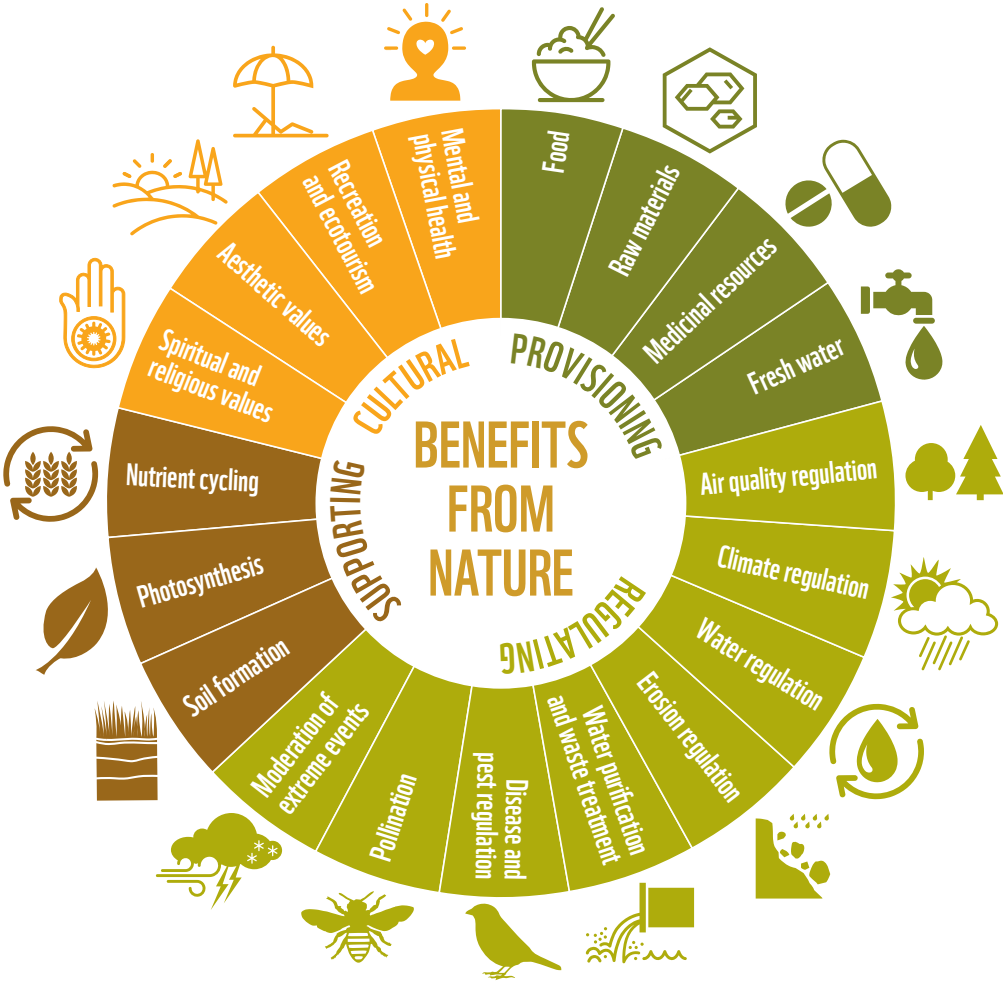 BENEFITS
FROM
NATURE
PROVISIONING
Food
Raw materials
Medicinal resources
Fresh water
REGULATING
Air quality regulation
Climate regulation
Water regulation
Erosion regulation
Water purification
and waste treatment
Disease and
pest regulation
Pollination
Moderation of
extreme events
SUPPORTING
Soil formation
Photosynthesis
Nutrient cycling
CULTURAL
Spiritual and
religious values
Aesthetic values
Recreation
and ecotourism
Mental and
physical health